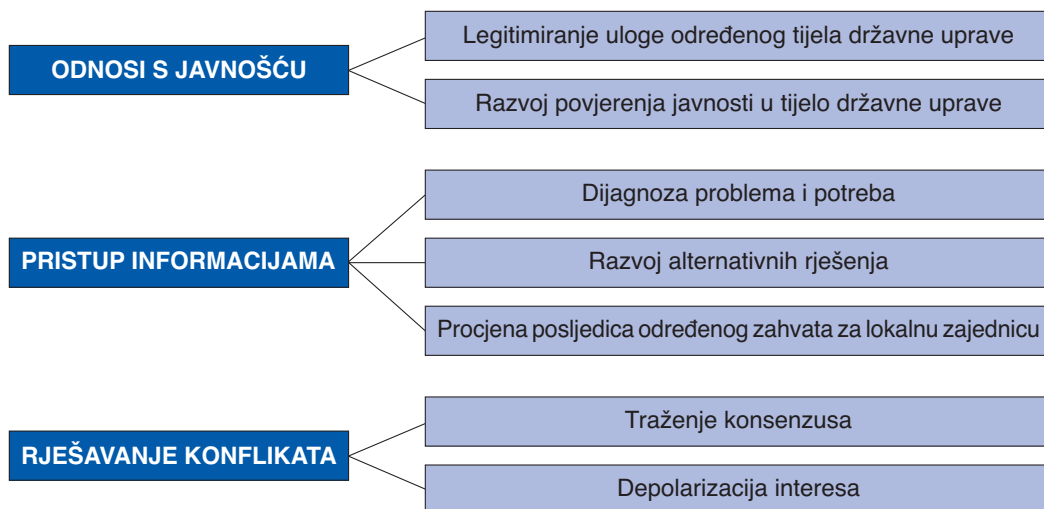 ODNOSI S JAVNOŠĆU
Legitimiranje uloge određenog tijela državne uprave
Razvoj povjerenja javnosti u tijelo državne uprave
PRISTUP INFORMACIJAMA
Dijagnoza problema i potreba
Razvoj alternativnih rješenja
Procjena posljedica određenog zahvata za lokalnu zajednicu
RJEŠAVANJE KONFLIKATA
Traženje konsenzusa
Depolarizacija interesa